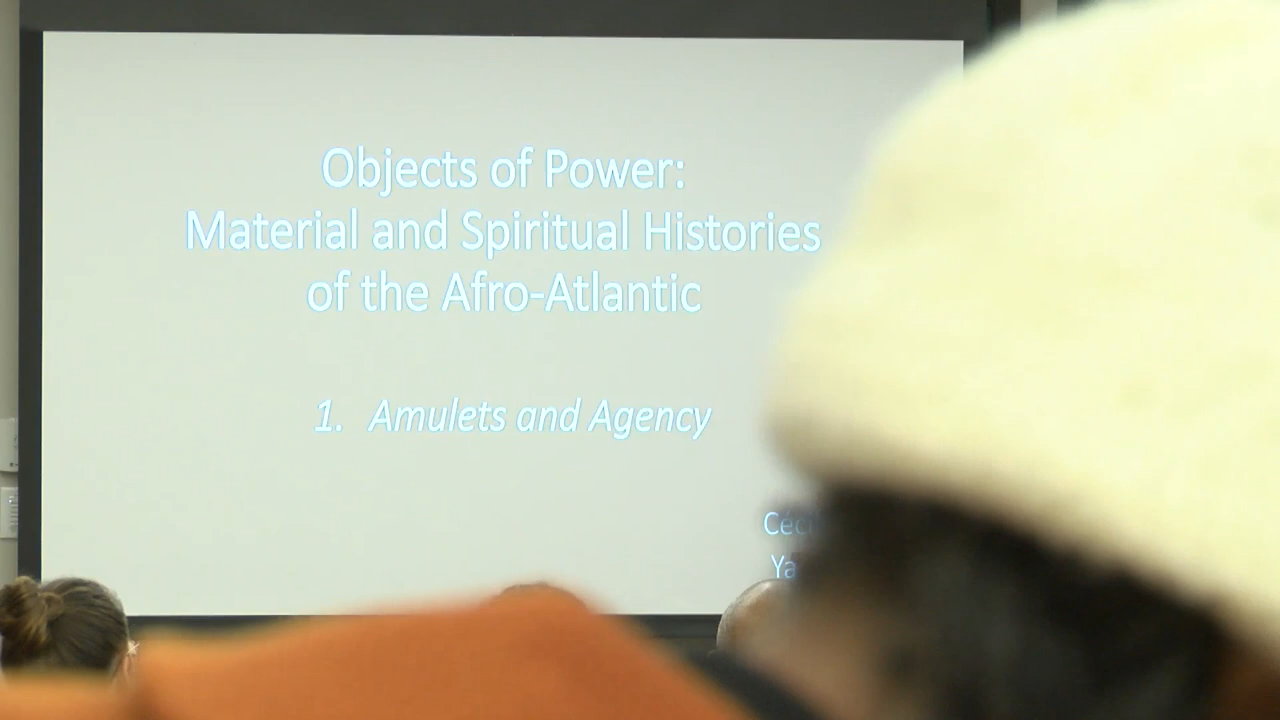 Objects of Power:
Material and Spiritual Histories
of the Afro-Atlantic
1. Amulets and Agency